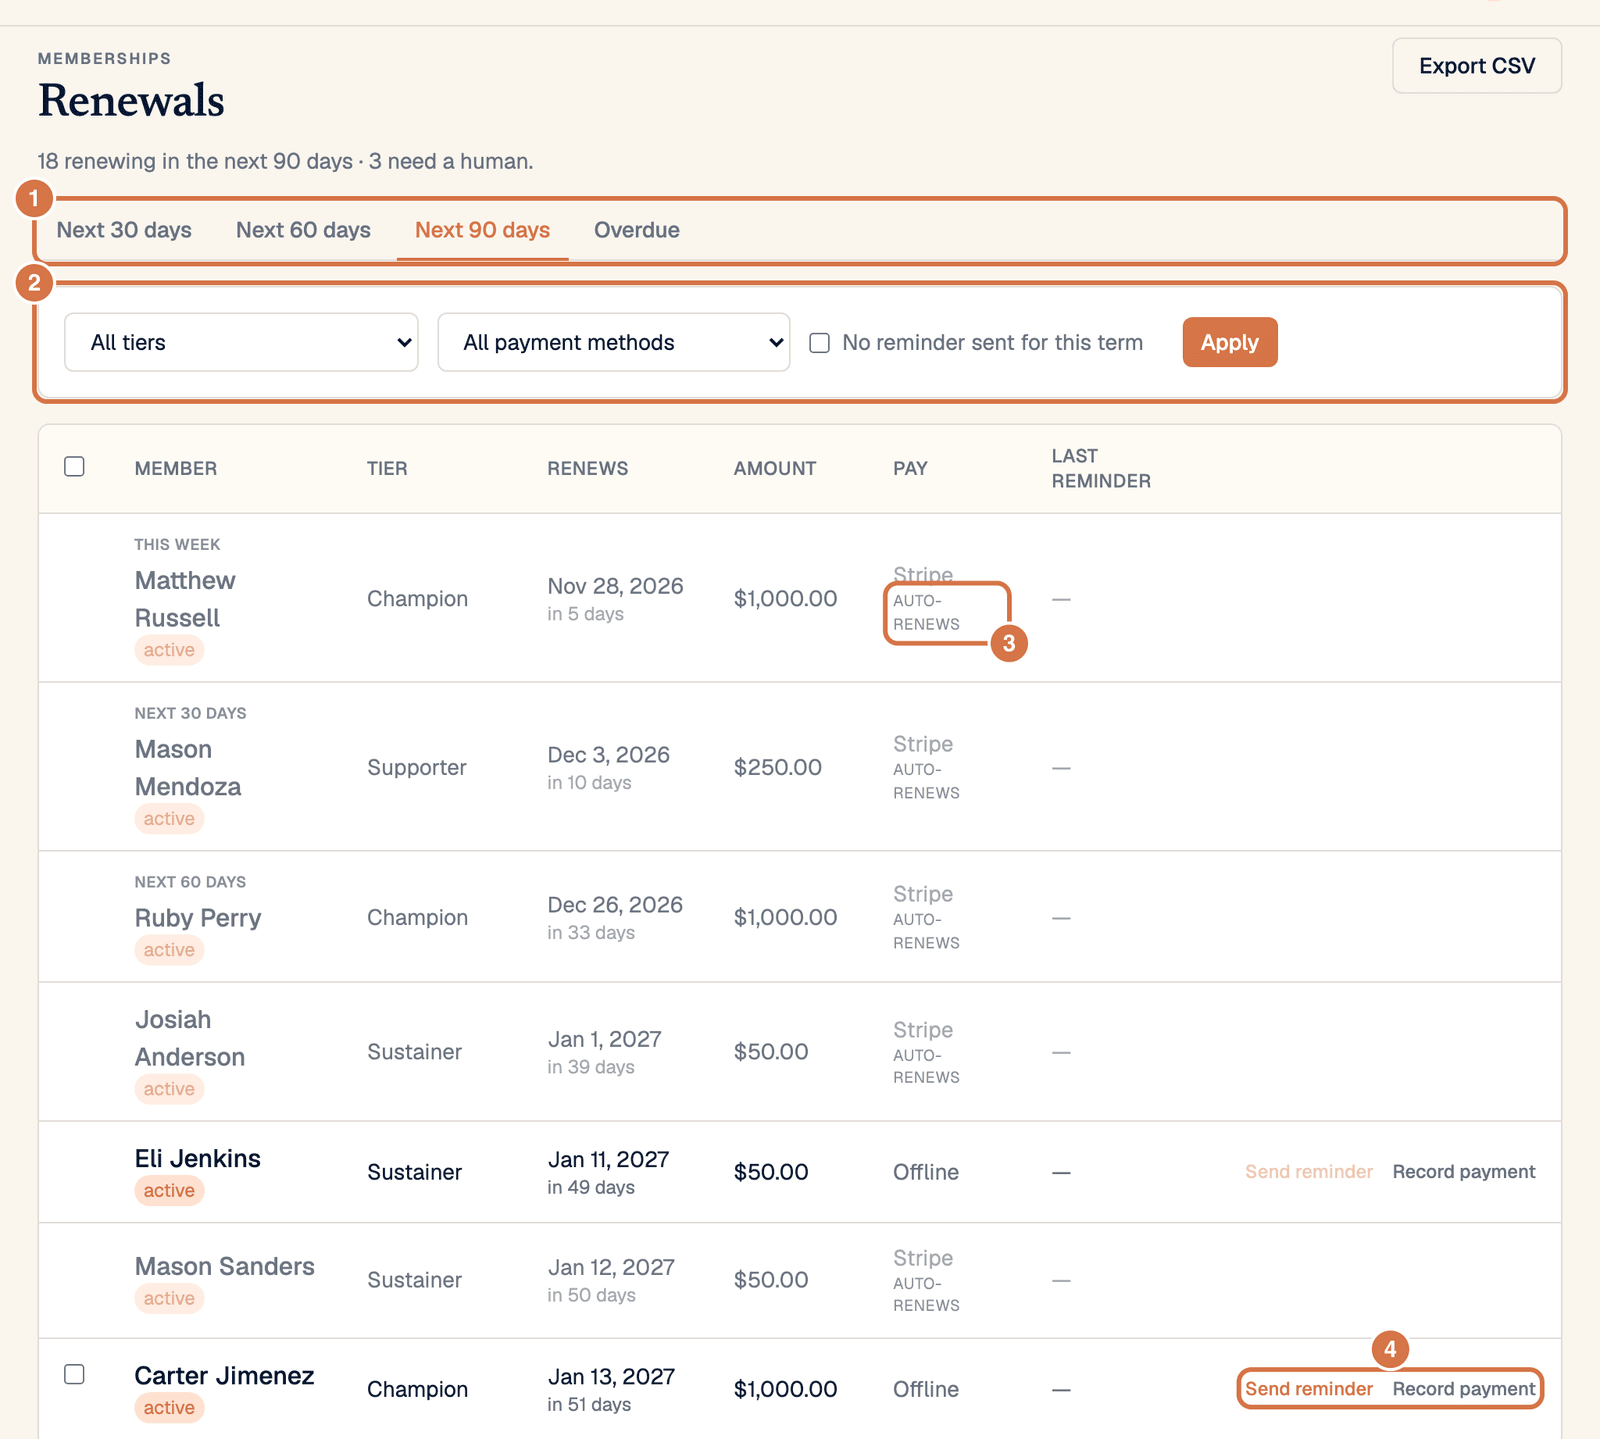 MEMBERSHIPS
Renewals
Export CSV
18 renewing in the next 90 days · 3 need a human.
1
Next 30 days Next 60 days Next 90 days Overdue
2
All tiers All payment methods No reminder sent for this term Apply
MEMBER TIER RENEWS AMOUNT PAY LAST
REMINDER
THIS WEEK
Matthew
Russell
active
Champion
Nov 28, 2026
in 5 days
$1,000.00
Stripe
AUTO-
RENEWS
—
3
NEXT 30 DAYS
Mason
Mendoza
active
Supporter
Dec 3, 2026
in 10 days
$250.00
Stripe
AUTO-
RENEWS
—
NEXT 60 DAYS
Ruby Perry
active
Champion
Dec 26, 2026
in 33 days
$1,000.00
Stripe
AUTO-
RENEWS
—
Josiah
Anderson
active
Sustainer
Jan 1, 2027
in 39 days
$50.00
Stripe
AUTO-
RENEWS
—
Eli Jenkins
active
Sustainer
Jan 11, 2027
in 49 days
$50.00
Offline
—
Send reminder Record payment
Mason Sanders
active
Sustainer
Jan 12, 2027
in 50 days
$50.00
Stripe
AUTO-
RENEWS
—
4
Carter Jimenez
active
Champion
Jan 13, 2027
in 51 days
$1,000.00
Offline
—
Send reminder Record payment